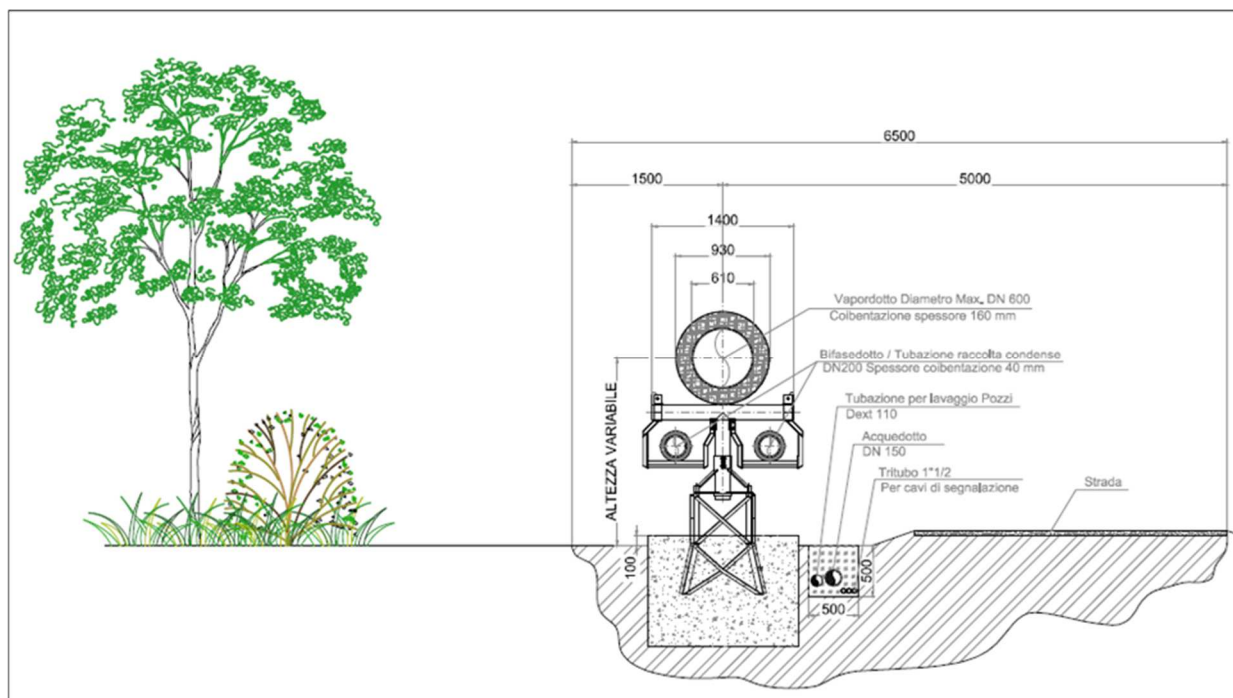 6500
1500
5000
1400
930
610
Vapordotto Diametro Max. DN 600
Coibentazione spessore 160 mm
Bifasedotto / Tubazione raccolta condense
DN200 Spessore coibentazione 40 mm
Tubazione per lavaggio Pozzi
Dext 110
Acquedotto
DN 150
Tritubo 1"1/2
Per cavi di segnalazione
Strada
ALTEZZA VARIABILE
100
500
500